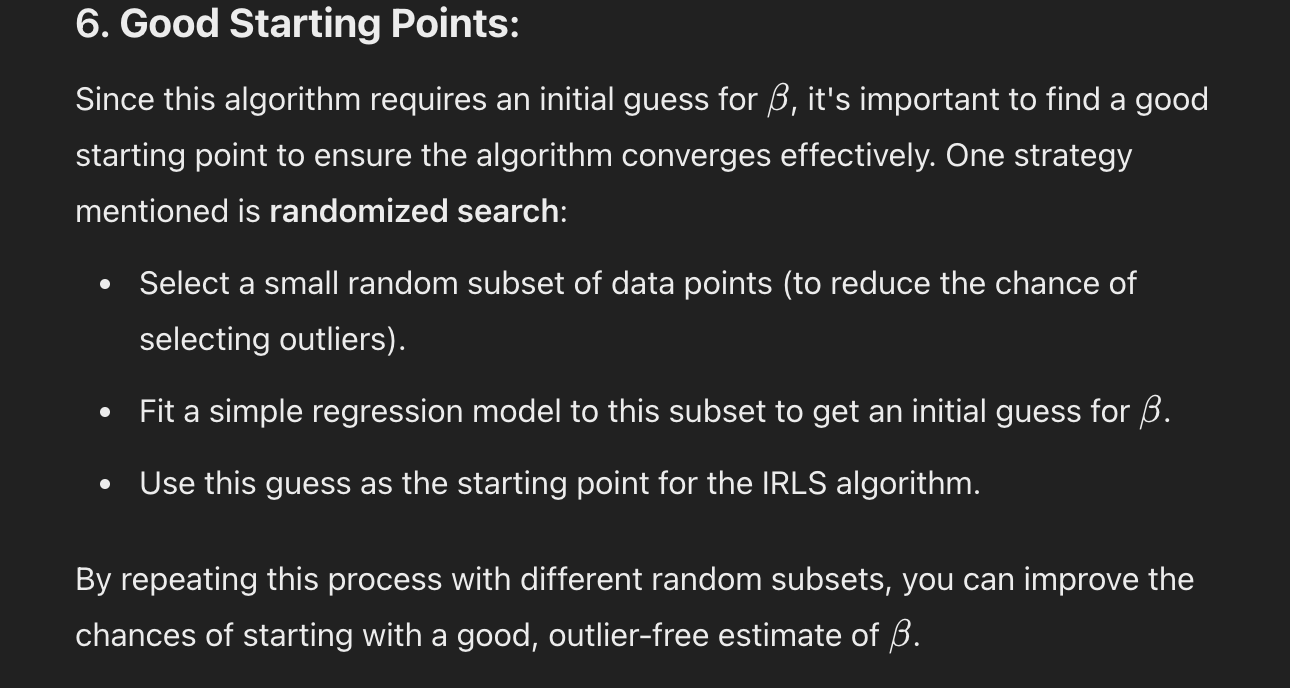 6. Good Starting Points:
Since this algorithm requires an initial guess for β, it's important to find a good
starting point to ensure the algorithm converges effectively. One strategy
mentioned is randomized search:
• Select a small random subset of data points (to reduce the chance of
selecting outliers).
• Fit a simple regression model to this subset to get an initial guess for β.
• Use this guess as the starting point for the IRLS algorithm.
By repeating this process with different random subsets, you can improve the
chances of starting with a good, outlier-free estimate of β.